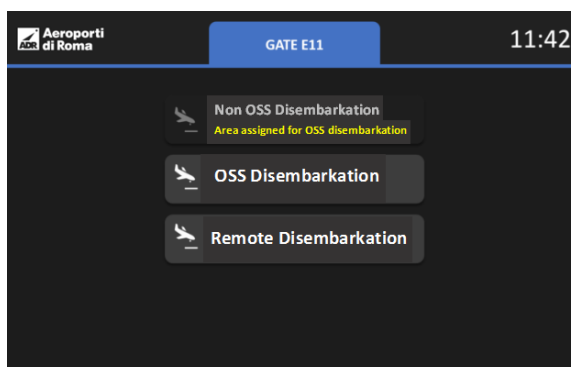 Aeroporti
ADR di Roma
GATE E11
11:42
Non OSS Disembarkation
Area assigned for OSS disembarkation
OSS Disembarkation
Remote Disembarkation